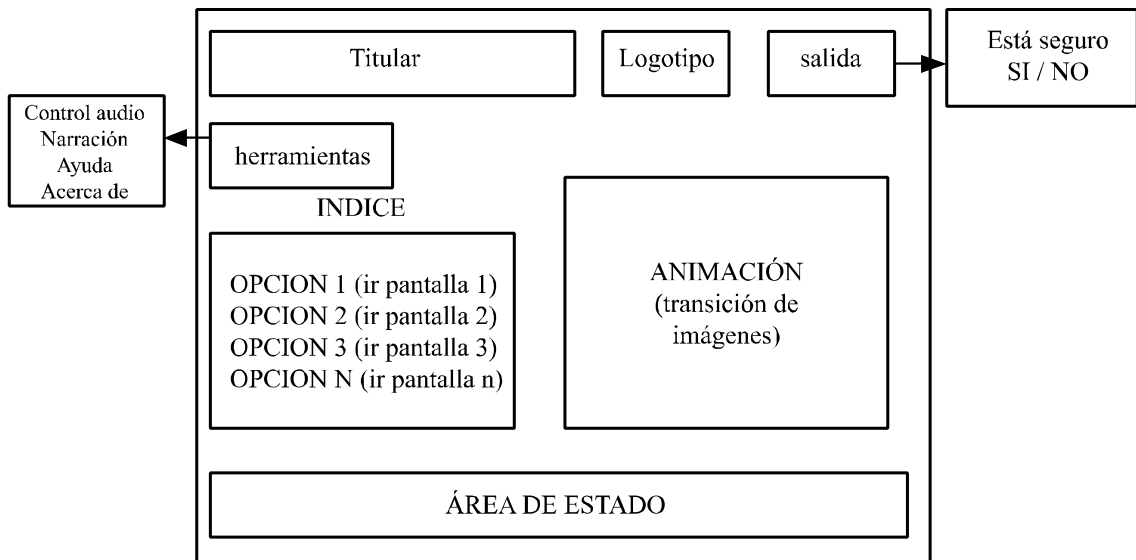 Titular
Logotipo
salida
Está seguro
SI / NO
Control audio
Narración
Ayuda
Acerca de
herramientas
INDICE
OPCION 1 (ir pantalla 1)
OPCION 2 (ir pantalla 2)
OPCION 3 (ir pantalla 3)
OPCION N (ir pantalla n)
ANIMACIÓN
(transición de
imágenes)
ÁREA DE ESTADO